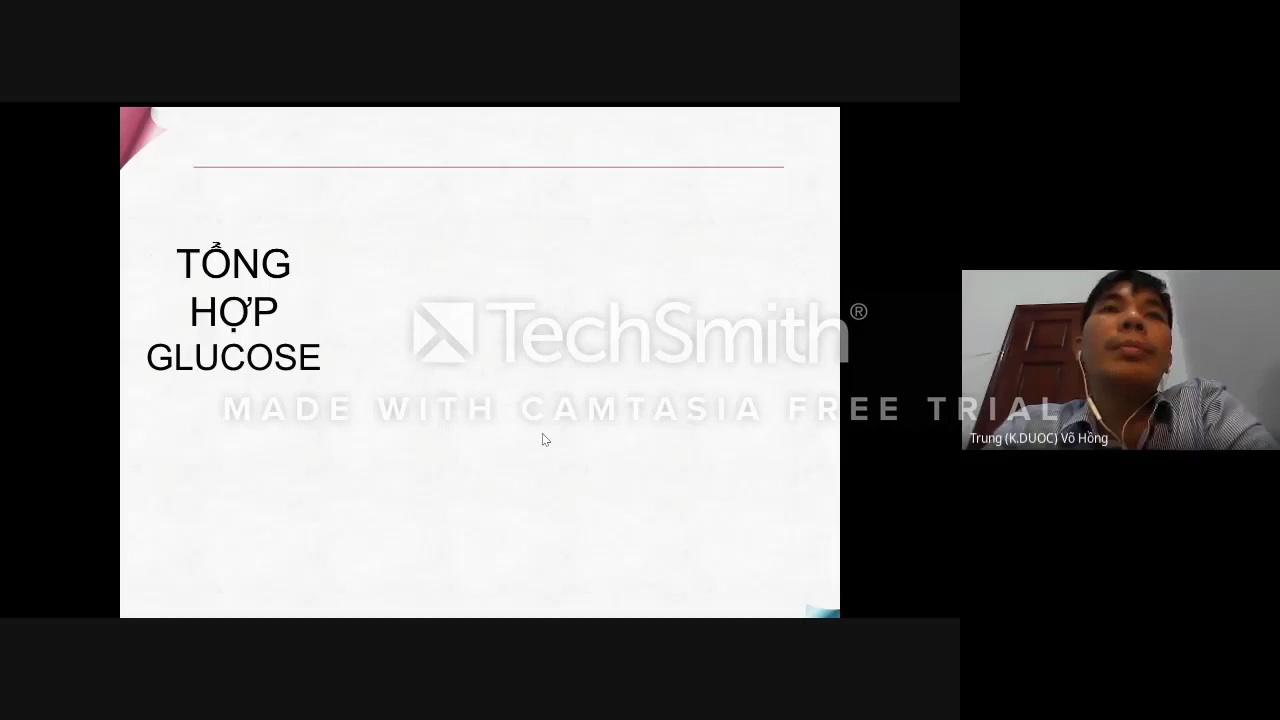 TỔNG
HỢP
GLUCOSE
TechSmith®
MADE WITH CAMTASIA FREE TRIAL
Trung (K.DUOC) Võ Hồng